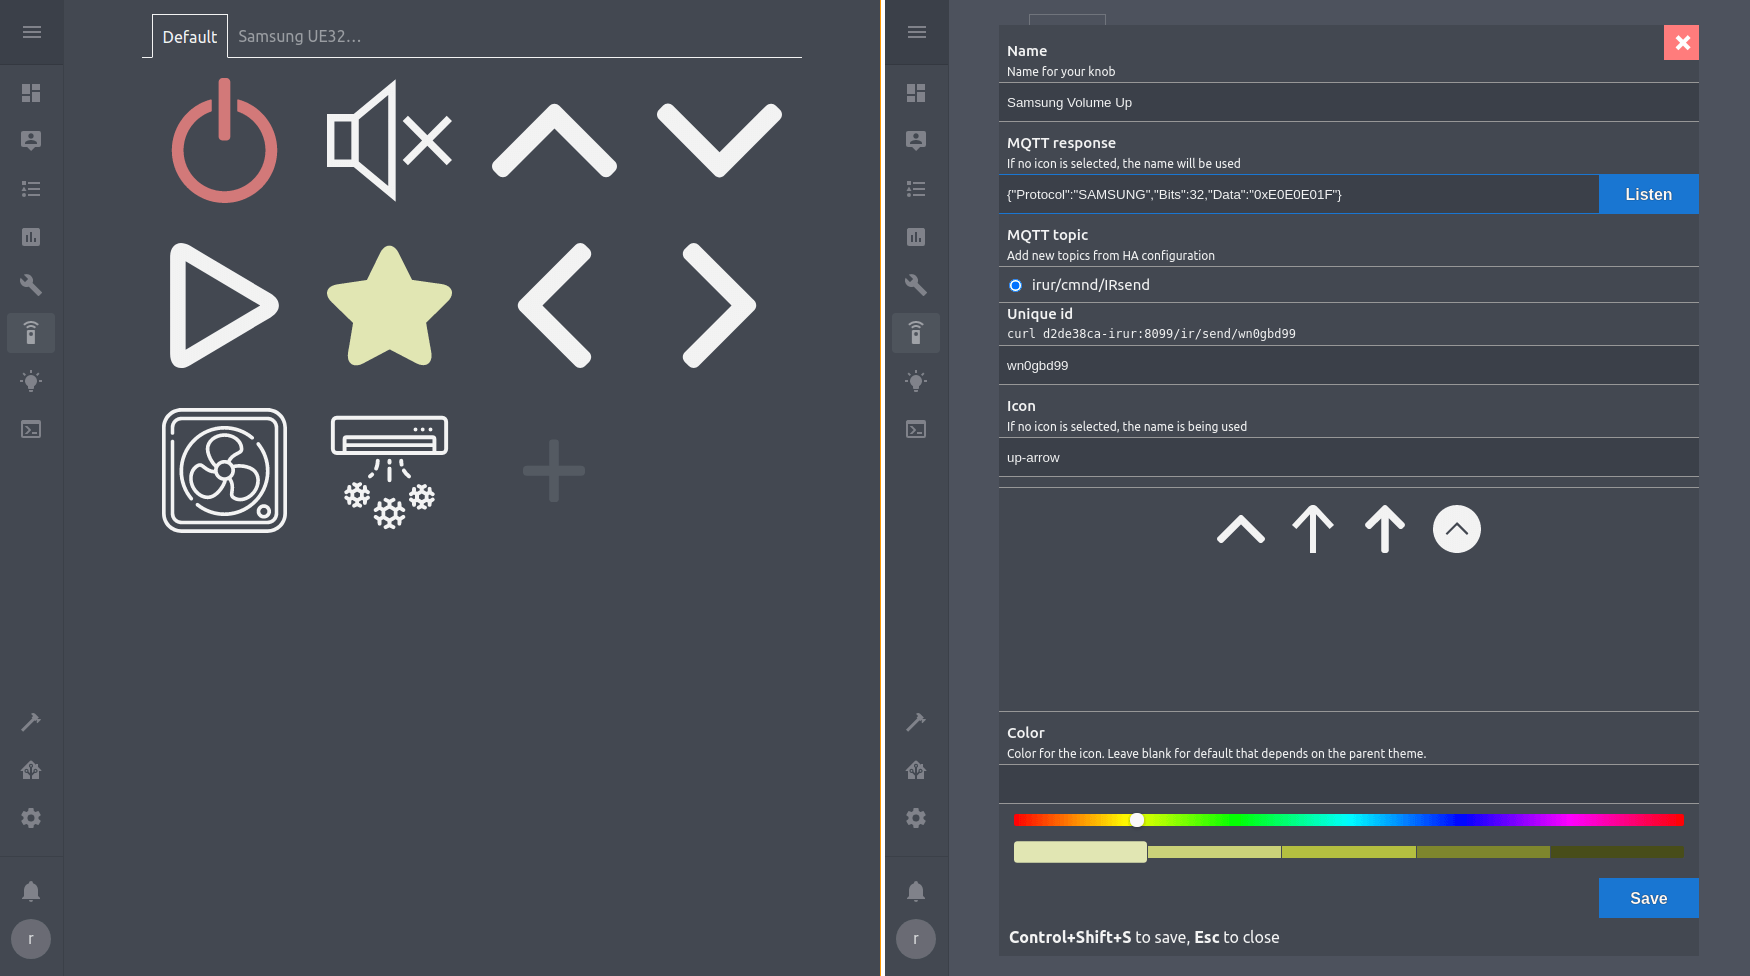 Default
Samsung UE32…
r
Name
Name for your knob
Samsung Volume Up
MQTT response
If no icon is selected, the name will be used
{"Protocol":"SAMSUNG","Bits":32,"Data":"0xE0E0E01F"}
Listen
MQTT topic
Add new topics from HA configuration
irur/cmnd/IRsend
Unique id
curl d2de38ca-irur:8099/ir/send/wn0gbd99
wn0gbd99
Icon
If no icon is selected, the name is being used
up-arrow
Color
Color for the icon. Leave blank for default that depends on the parent theme.
Save
Control+Shift+S to save, Esc to close
r